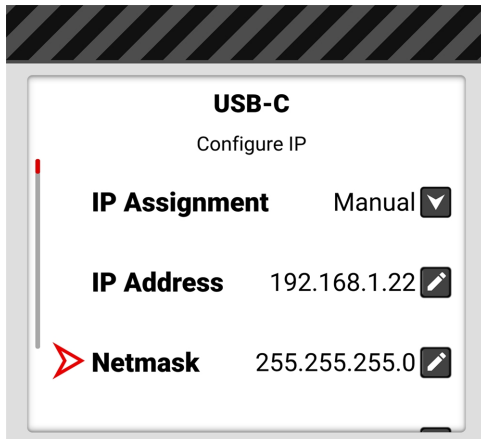 USB-C
Configure IP
IP Assignment Manual
IP Address 192.168.1.22
Netmask 255.255.255.0